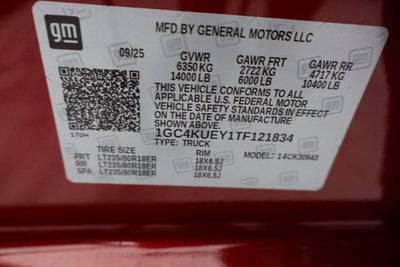 gm
MFD BY GENERAL MOTORS LLC
09/25 GVWR GAWR FRT GAWR RR
6350 KG 2722 KG 4717 KG
14000 LB 6000 LB 10400 LB
THIS VEHICLE CONFORMS TO ALL
APPLICABLE U.S. FEDERAL MOTOR
VEHICLE SAFETY STANDARDS IN EFFECT
ON THE DATE OF MANUFACTURE
SHOWN ABOVE.
170H 1GC4KUEY1TF121834
TYPE: TRUCK MODEL: 14CK30943
TIRE SIZE RIM
FRT LT235/80R18ER 18X6.5J
RR LT235/80R18ER 18X6.5J
SPA LT235/80R18ER 18X6.5J